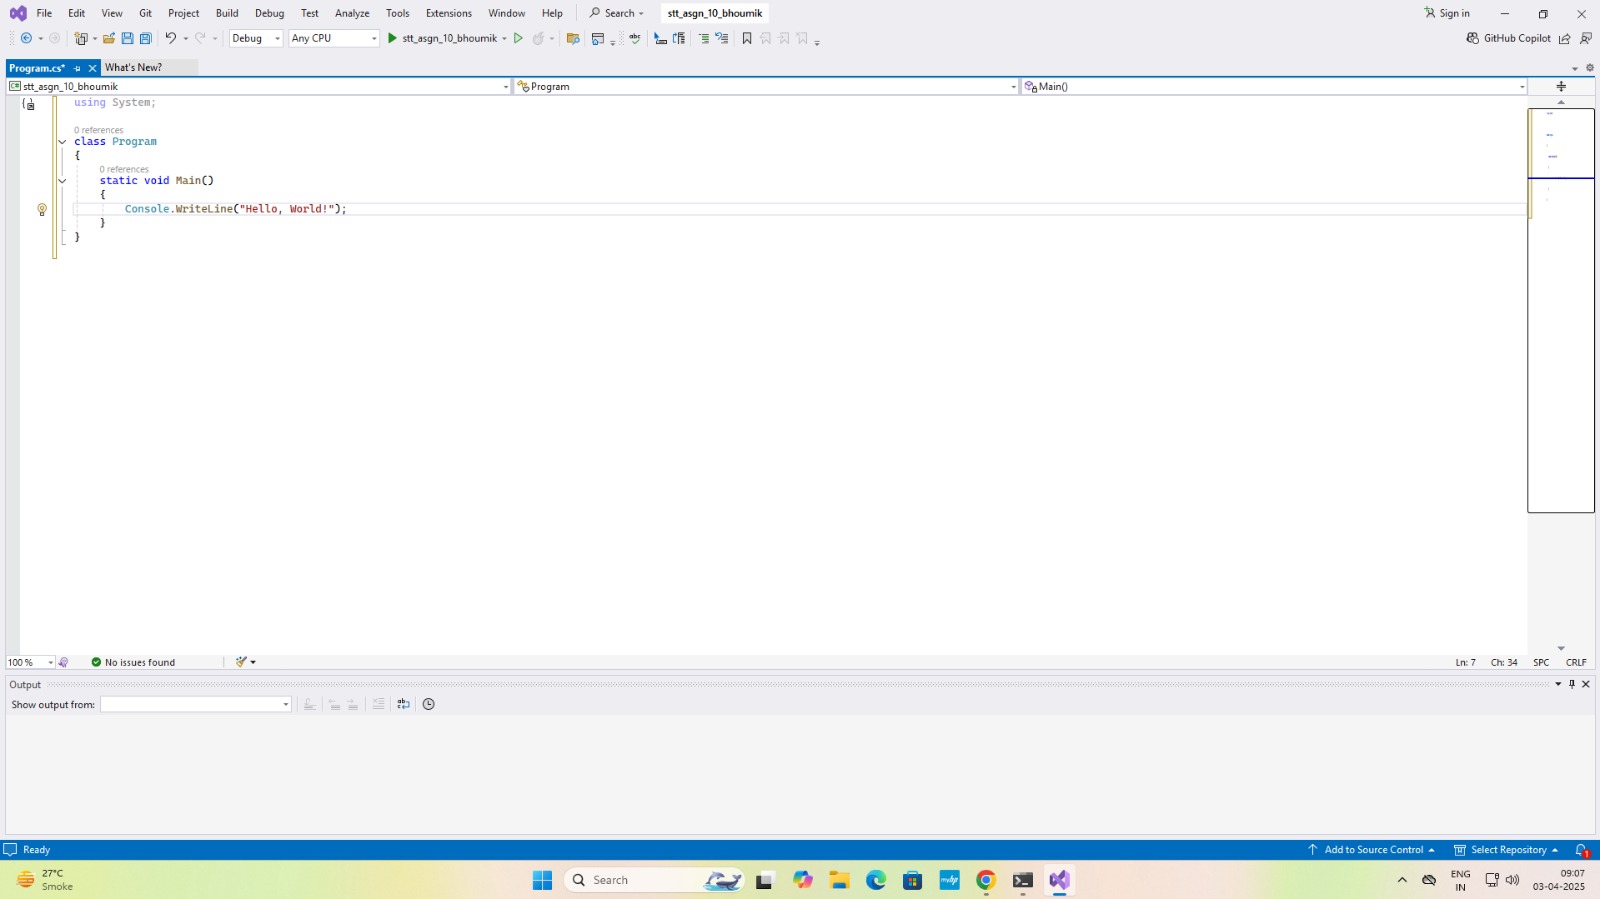 File Edit View Git Project Build Debug Test Analyze Tools Extensions Window Help Search stt_asgn_10_bhoumik Sign in
Debug Any CPU stt_asgn_10_bhoumik GitHub Copilot
Program.cs* What's New?
stt_asgn_10_bhoumik Program Main()
using System;
0 references
class Program
{
0 references
static void Main()
{
Console.WriteLine("Hello, World!");
}
}
100 % No issues found Ln: 7 Ch: 34 SPC CRLF
Output
Show output from:
Ready Add to Source Control Select Repository 1
27°C
Smoke
Search
ENG
IN
09:07
03-04-2025